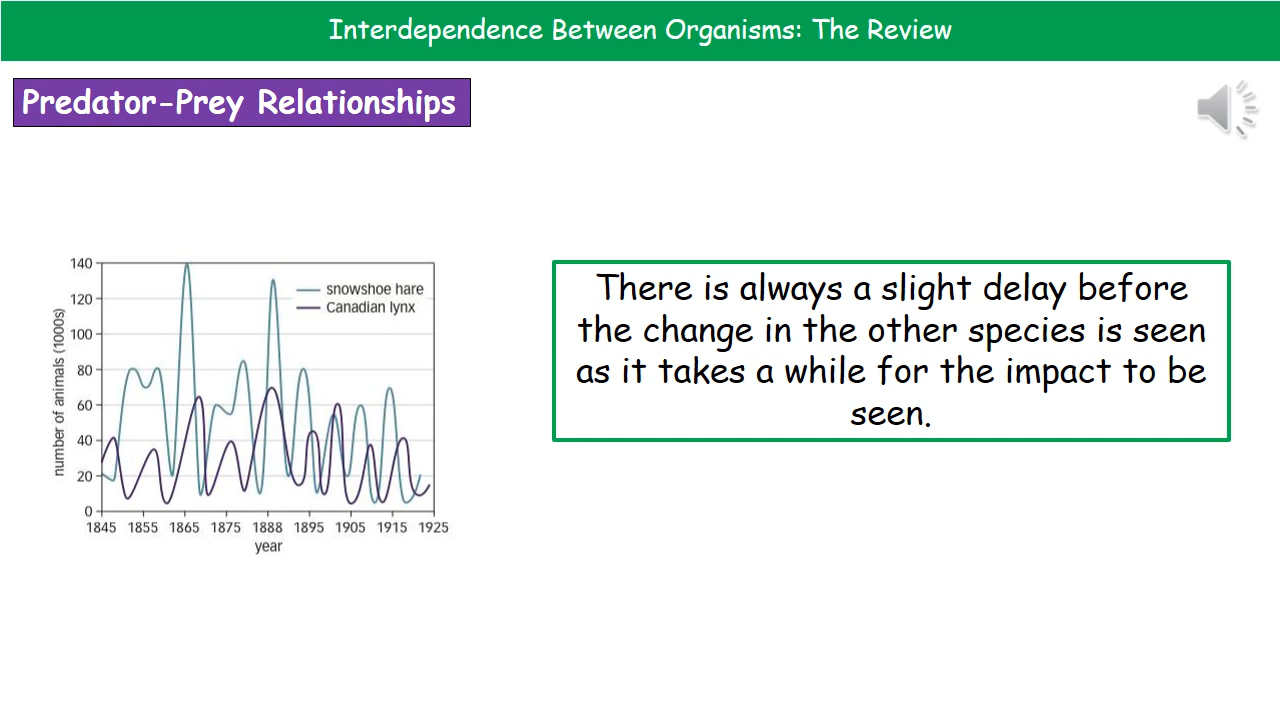 Interdependence Between Organisms: The Review
Predator-Prey Relationships
140
120
100
80
60
40
20
0
number of animals (1000s)
snowshoe hare
Canadian lynx
1845 1855 1865 1875 1888 1895 1905 1915 1925
year
There is always a slight delay before
the change in the other species is seen
as it takes a while for the impact to be
seen.